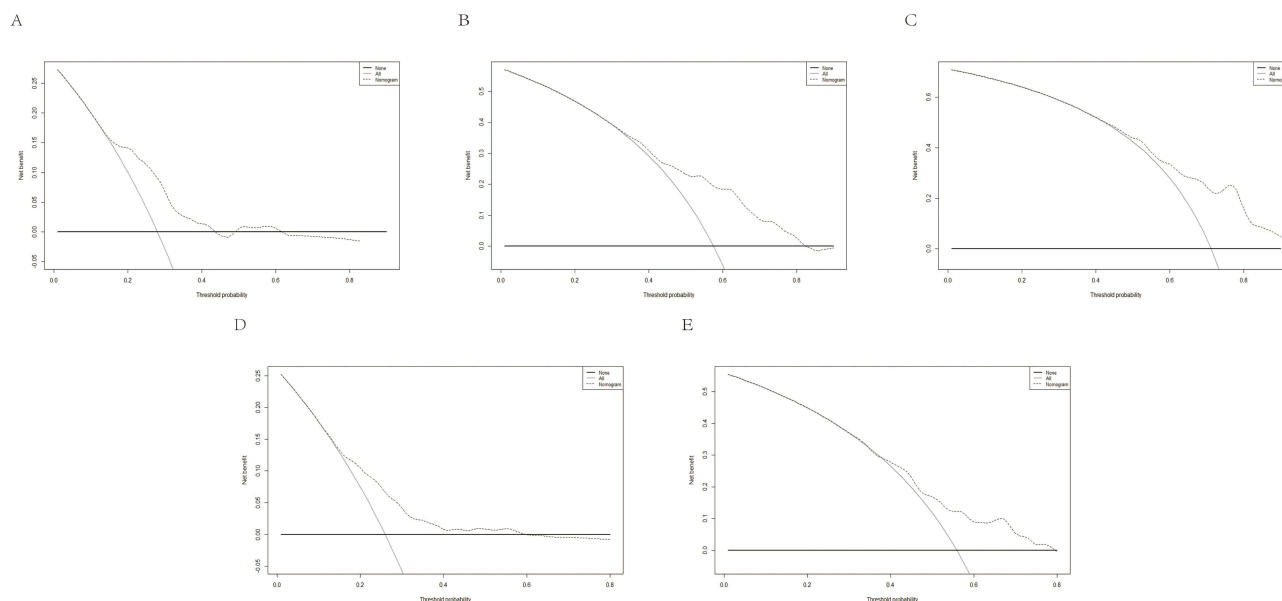 A
None
All
Nomogram
Net benefit
-0.05
0.00
0.05
0.10
0.15
0.20
0.25
0.0
0.2
0.4
0.6
0.8
Threshold probability
B
None
All
Nomogram
Net benefit
0.0
0.1
0.2
0.3
0.4
0.5
0.0
0.2
0.4
0.6
0.8
Threshold probability
C
None
All
Nomogra
Net benefit
0.0
0.2
0.4
0.6
0.0
0.2
0.4
0.6
0.8
Threshold probability
D
None
All
Nomogram
Net benefit
-0.05
0.00
0.05
0.10
0.15
0.20
0.25
0.0
0.2
0.4
0.6
0.8
Threshold probability
E
None
All
Nomogram
Net benefit
0.0
0.1
0.2
0.3
0.4
0.5
0.0
0.2
0.4
0.6
0.8
Threshold probability